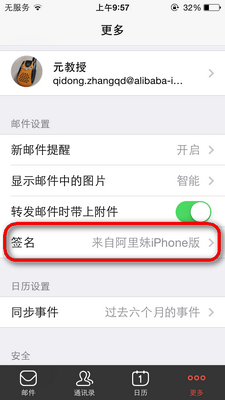 无服务 上午9:57 52%
更多
元教授
qidong.zhangqd@alibaba-i...
邮件设置
新邮件提醒 开启
显示邮件中的图片 智能
转发邮件时带上附件
签名 来自阿里妹iPhone版
日历设置
同步事件 过去六个月的事件
安全
邮件 通讯录 1 日历 更多